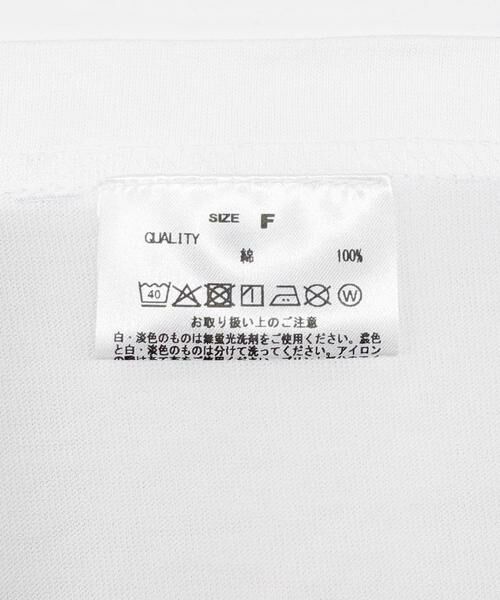 SIZE F
QUALITY
綿 100%
40 W
お取り扱い上のご注意
白・淡色のものは無蛍光洗剤をご使用ください。濃色
と白・淡色のものは分けて洗ってください。アイロン